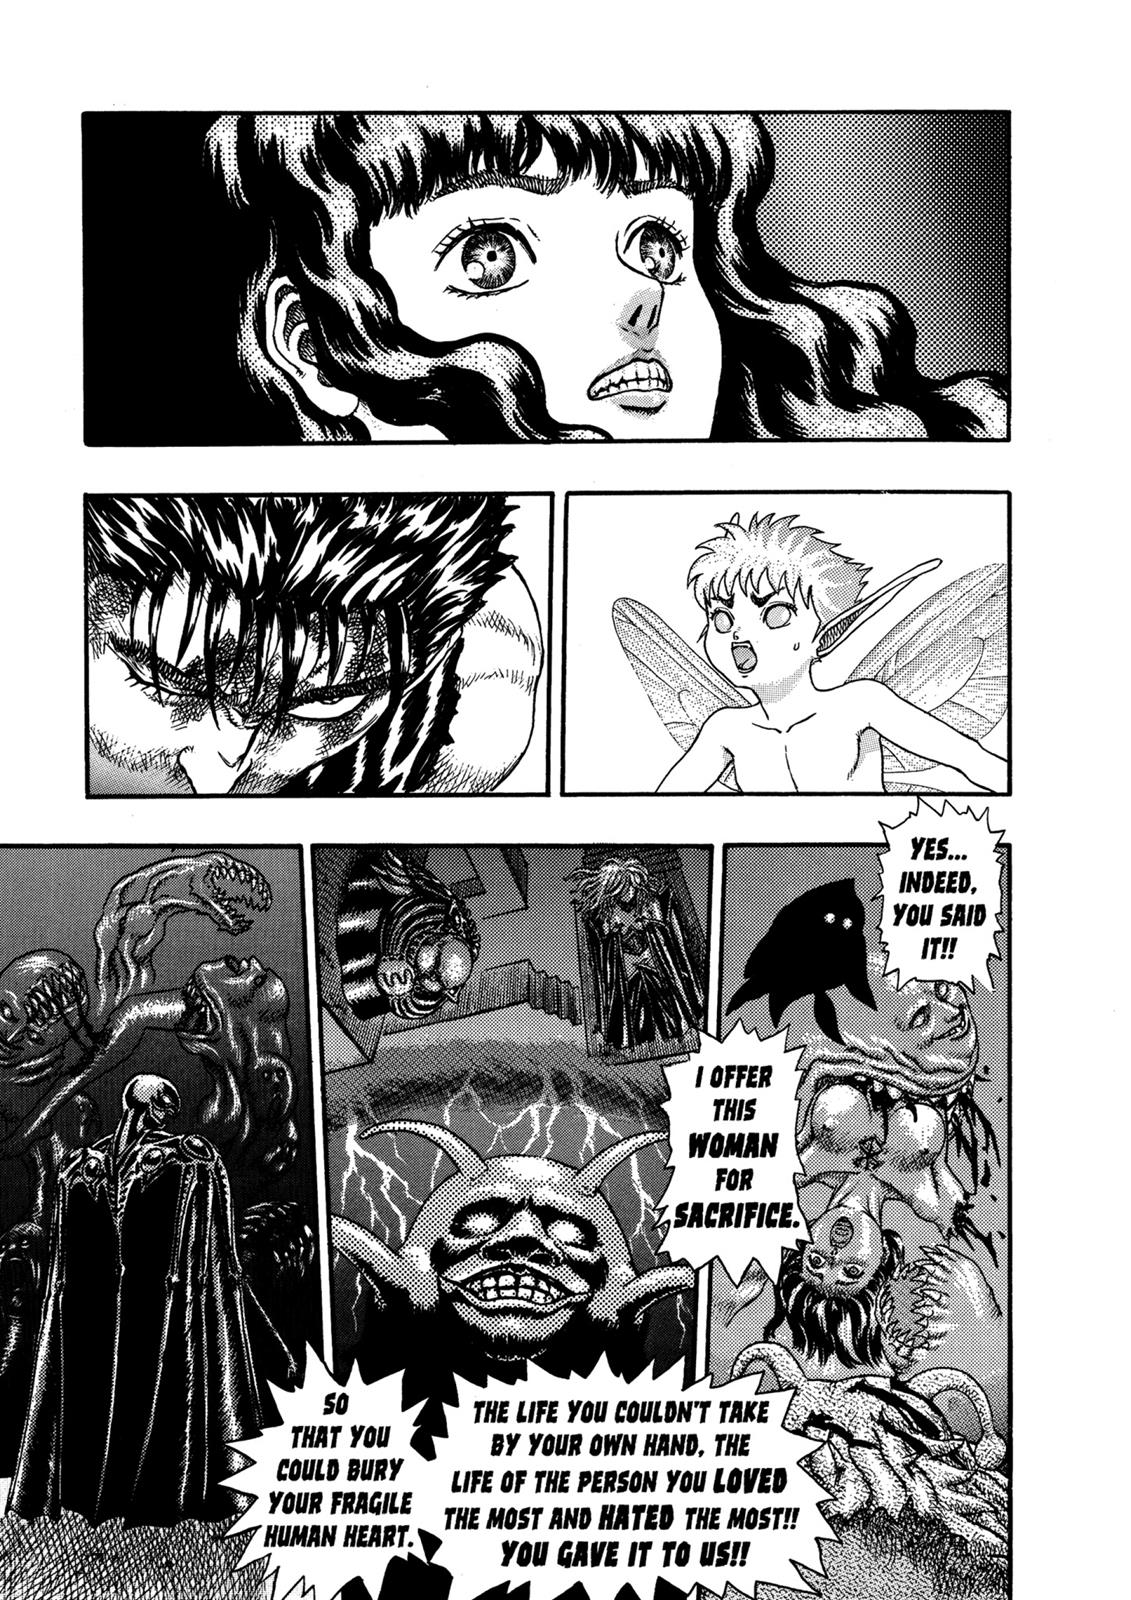 YES...
INDEED,
YOU SAID
IT!!
I OFFER
THIS
WOMAN
FOR
SACRIFICE.
THE LIFE YOU COULDN'T TAKE
BY YOUR OWN HAND, THE
LIFE OF THE PERSON YOU LOVED
THE MOST AND HATED THE MOST!!
YOU GAVE IT TO US!!
SO
THAT YOU
COULD BURY
YOUR FRAGILE
HUMAN HEART.